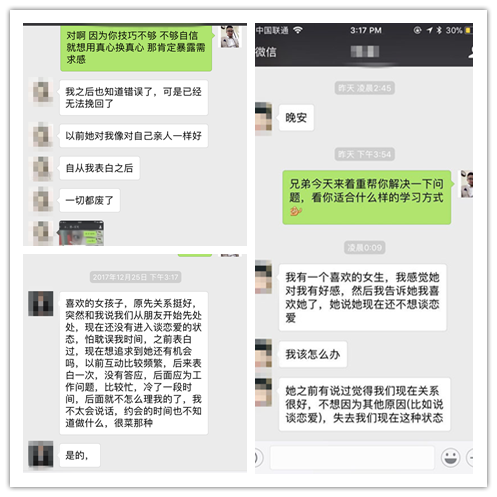 对啊 因为你技巧不够 不够自信
就想用真心换真心 那肯定暴露需
求感
我之后也知道错误了，可是已经
无法挽回了
以前她对我像对自己亲人一样好
自从我表白之后
一切都废了
2017年12月25日 下午3:17
喜欢的女孩子，原先关系挺好，
突然和我说我们从朋友开始先处
处，现在还没有进入谈恋爱的状
态，怕耽误我时间，之前表白
过，现在想追求到她还有机会
吗，以前互动比较频繁，后来表
白一次，没有答应，后面应为工
作问题，比较忙，冷了一段时
间，后面就不怎么理我的了，我
不太会说话，约会的时间也不知
道做什么，很菜那种
是的，
中国联通 3:17 PM 30%
微信
昨天 凌晨2:45
晚安
昨天 下午3:54
兄弟今天来着重帮你解决一下问
题，看你适合什么样的学习方式
凌晨0:09
我有一个喜欢的女生，我感觉她
对我有好感，然后我告诉她我喜
欢她了，她说她现在还不想谈恋
爱
我该怎么办
她之前有说过觉得我们现在关系
很好，不想因为其他原因(比如说
谈恋爱)，失去我们现在这种状态